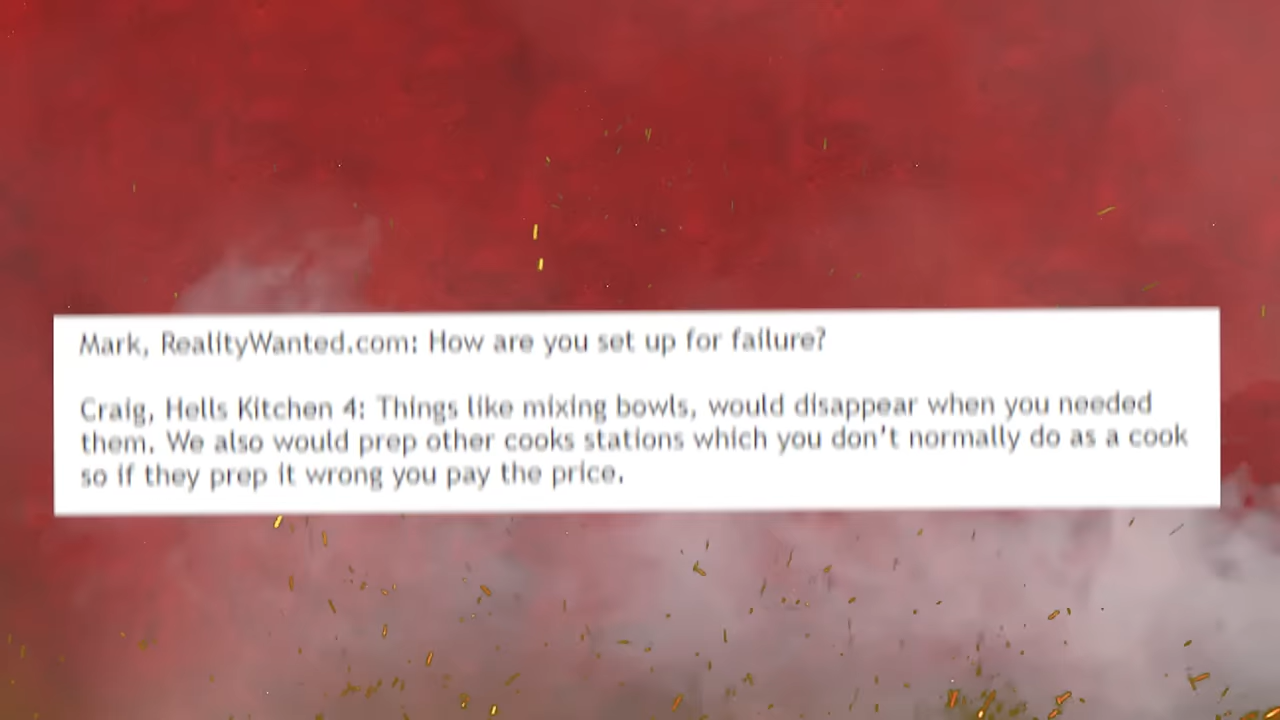 Mark, RealityWanted.com: How are you set up for failure?
Craig, Hells Kitchen 4: Things like mixing bowls, would disappear when you needed
them. We also would prep other cooks stations which you don't normally do as a cook
so if they prep it wrong you pay the price.